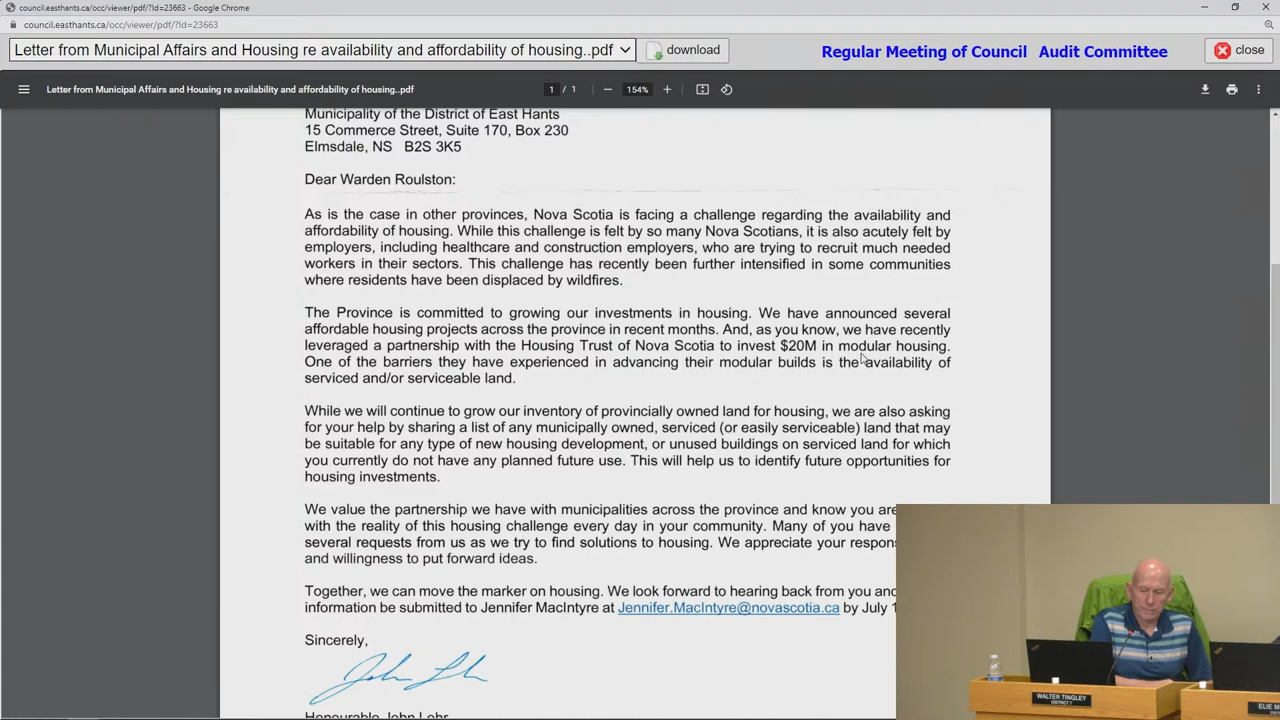 council.easthants.ca/occ/viewer/pdf/?Id=23663 - Google Chrome
council.easthants.ca/occ/viewer/pdf/?Id=23663
Letter from Municipal Affairs and Housing re availability and affordability of housing..pdf
download
Regular Meeting of Council Audit Committee
close
Letter from Municipal Affairs and Housing re availability and affordability of housing..pdf
1 / 1
154%
Municipality of the District of East Hants
15 Commerce Street, Suite 170, Box 230
Elmsdale, NS B2S 3K5
Dear Warden Roulston:
As is the case in other provinces, Nova Scotia is facing a challenge regarding the availability and
affordability of housing. While this challenge is felt by so many Nova Scotians, it is also acutely felt by
employers, including healthcare and construction employers, who are trying to recruit much needed
workers in their sectors. This challenge has recently been further intensified in some communities
where residents have been displaced by wildfires.
The Province is committed to growing our investments in housing. We have announced several
affordable housing projects across the province in recent months. And, as you know, we have recently
leveraged a partnership with the Housing Trust of Nova Scotia to invest $20M in modular housing.
One of the barriers they have experienced in advancing their modular builds is the availability of
serviced and/or serviceable land.
While we will continue to grow our inventory of provincially owned land for housing, we are also asking
for your help by sharing a list of any municipally owned, serviced (or easily serviceable) land that may
be suitable for any type of new housing development, or unused buildings on serviced land for which
you currently do not have any planned future use. This will help us to identify future opportunities for
housing investments.
We value the partnership we have with municipalities across the province and know you are
with the reality of this housing challenge every day in your community. Many of you have
several requests from us as we try to find solutions to housing. We appreciate your respon
and willingness to put forward ideas.
Together, we can move the marker on housing. We look forward to hearing back from you and
information be submitted to Jennifer MacIntyre at Jennifer.MacIntyre@novascotia.ca by July 1
Sincerely,
Honourable John Lohr
WALTER TINGLEY
DISTRICT 7
ELIE M